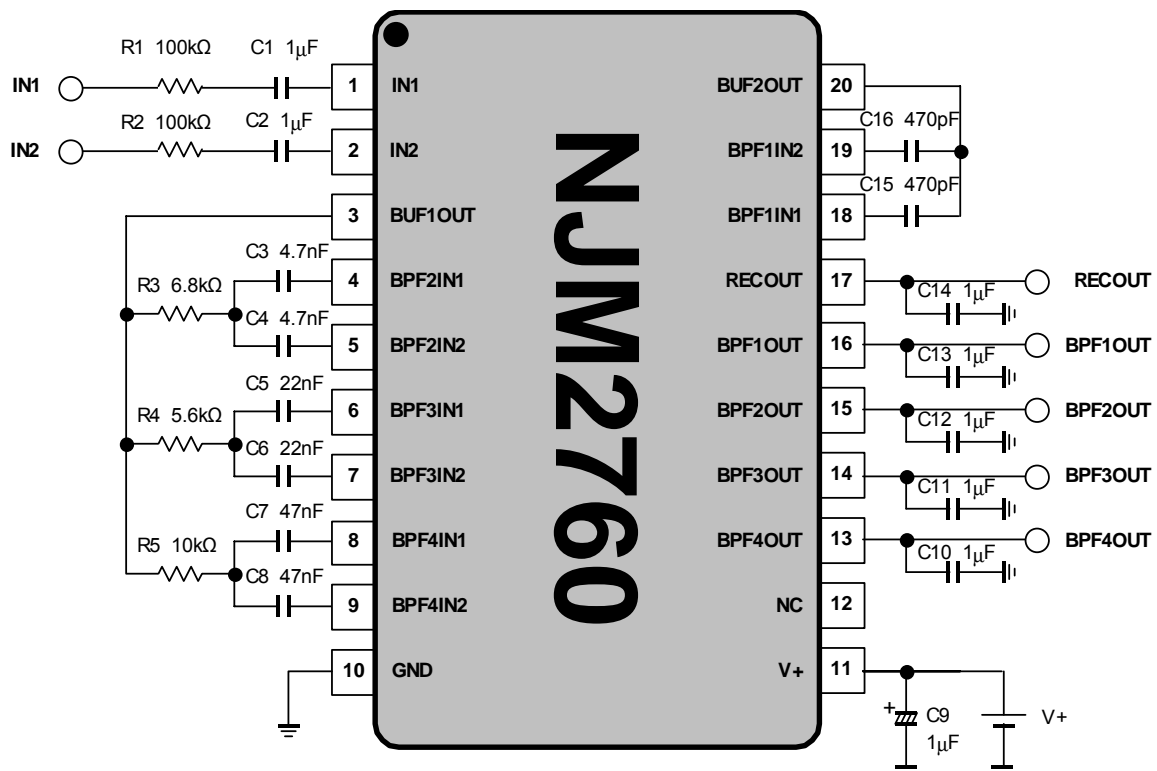 R1 100kΩ
C1 1μF
IN1
1
IN1
R2 100kΩ
C2 1μF
IN2
2
IN2
3
BUF1OUT
C3 4.7nF
4
BPF2IN1
R3 6.8kΩ
C4 4.7nF
5
BPF2IN2
C5 22nF
6
BPF3IN1
R4 5.6kΩ
C6 22nF
7
BPF3IN2
C7 47nF
8
BPF4IN1
R5 10kΩ
C8 47nF
9
BPF4IN2
10
GND
NJM2760
BUF2OUT
20
C16 470pF
BPF1IN2
19
C15 470pF
BPF1IN1
18
RECOUT
17
RECOUT
C14 1μF
BPF1OUT
16
BPF1OUT
C13 1μF
BPF2OUT
15
BPF2OUT
C12 1μF
BPF3OUT
14
BPF3OUT
C11 1μF
BPF4OUT
13
BPF4OUT
C10 1μF
NC
12
V+
11
+
C9
1μF
V+